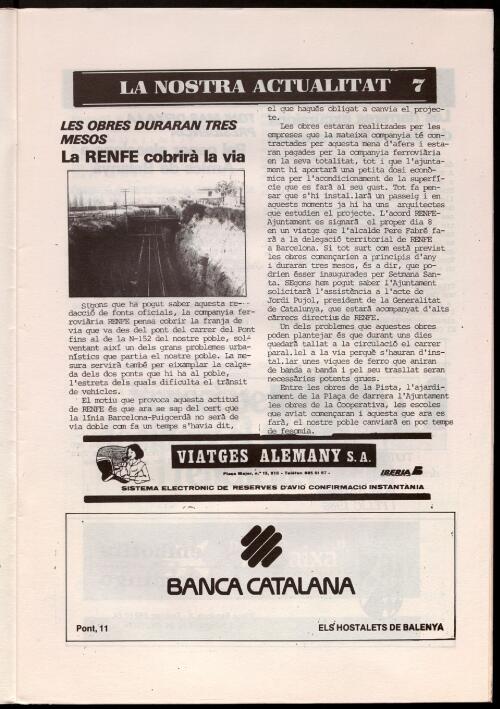 LA NOSTRA ACTUALITAT 7
LES OBRES DURARAN TRES
MESOS
La RENFE cobrirà la via
SEgons que ha pogut saber aquesta re-
dacció de fonts oficials, la companyia fer-
roviària RENFE pensa cobrir la franja de
via que va des del pont del carrer del Pont
fins al de la N-152 del nostre poble, sol-
ventant així un dels grans problemes urba-
nístics que partia el nostre poble. La me-
sura servirà també per eixamplar la calça-
da dels dos ponts que hi ha al poble,
l'estreta dels quals dificulta el trànsit
de vehicles.
El motiu que provoca aquesta actitud
de RENFE és que ara se sap del cert que
la línia Barcelona-Puigcerdà no serà de
via doble com fa un temps s'havia dit,
el que hagués obligat a canvia el projec-
te.
Les obres estaran realitzades per les
empreses que la mateixa companyia té con-
tractades per aquesta mena d'afers i esta-
ran pagades per la companyia ferroviària
en la seva totalitat, tot i que l'ajunta-
ment hi aportarà una petita dosi econò-
mica per l'acondicionament de la superfí-
cie que es farà al seu gust. Tot fa pen-
sar que s'hi instal.larà un passeig i en
aquests moments ja hi ha uns arquitectes
que estudien el projecte. L'acord RENFE-
Ajuntament es signarà el proper dia 8
en un viatge que l'alcalde Pere Fabré fa-
rà a la delegació territorial de RENFE
a Barcelona. Si tot surt com està previst
les obres començarien a principis d'any
i duraran tres mesos, és a dir, que po-
drien ésser inaugurades per Setmana San-
ta. SEgons hem pogut saber l'Ajuntament
solicitarà l'assistència a l'acte de
Jordi Pujol, president de la Generalitat
de Catalunya, que estarà acompanyat d'alts
càrrecs directius de RENFE.
Un dels problemes que aquestes obres
poden plantejar és que durant uns dies
quedarà tallat a la circulació el carrer
paral.lel a la via perquè s'hauran d'ins-
tal.lar unes vigues de ferro que aniran
de banda a banda i pel seu trasllat seran
necessàries potents grues.
Entre les obres de la Pista, l'ajardi-
nament de la Plaça de darrera l'Ajuntament
les obres de la Cooperativa, les escoles
que aviat començaran i aquesta que ara es
farà, el nostre poble canviarà en poc temps
de fesomia.
VIATGES ALEMANY S.A.
Plaça Major, n.º 13, 910 - Telèfon 885 61 67 -
IBERIA
SISTEMA ELECTRÒNIC DE RESERVES D'AVIÓ CONFIRMACIÓ INSTANTÀNIA
BANCA CATALANA
Pont, 11
ELS HOSTALETS DE BALENYA